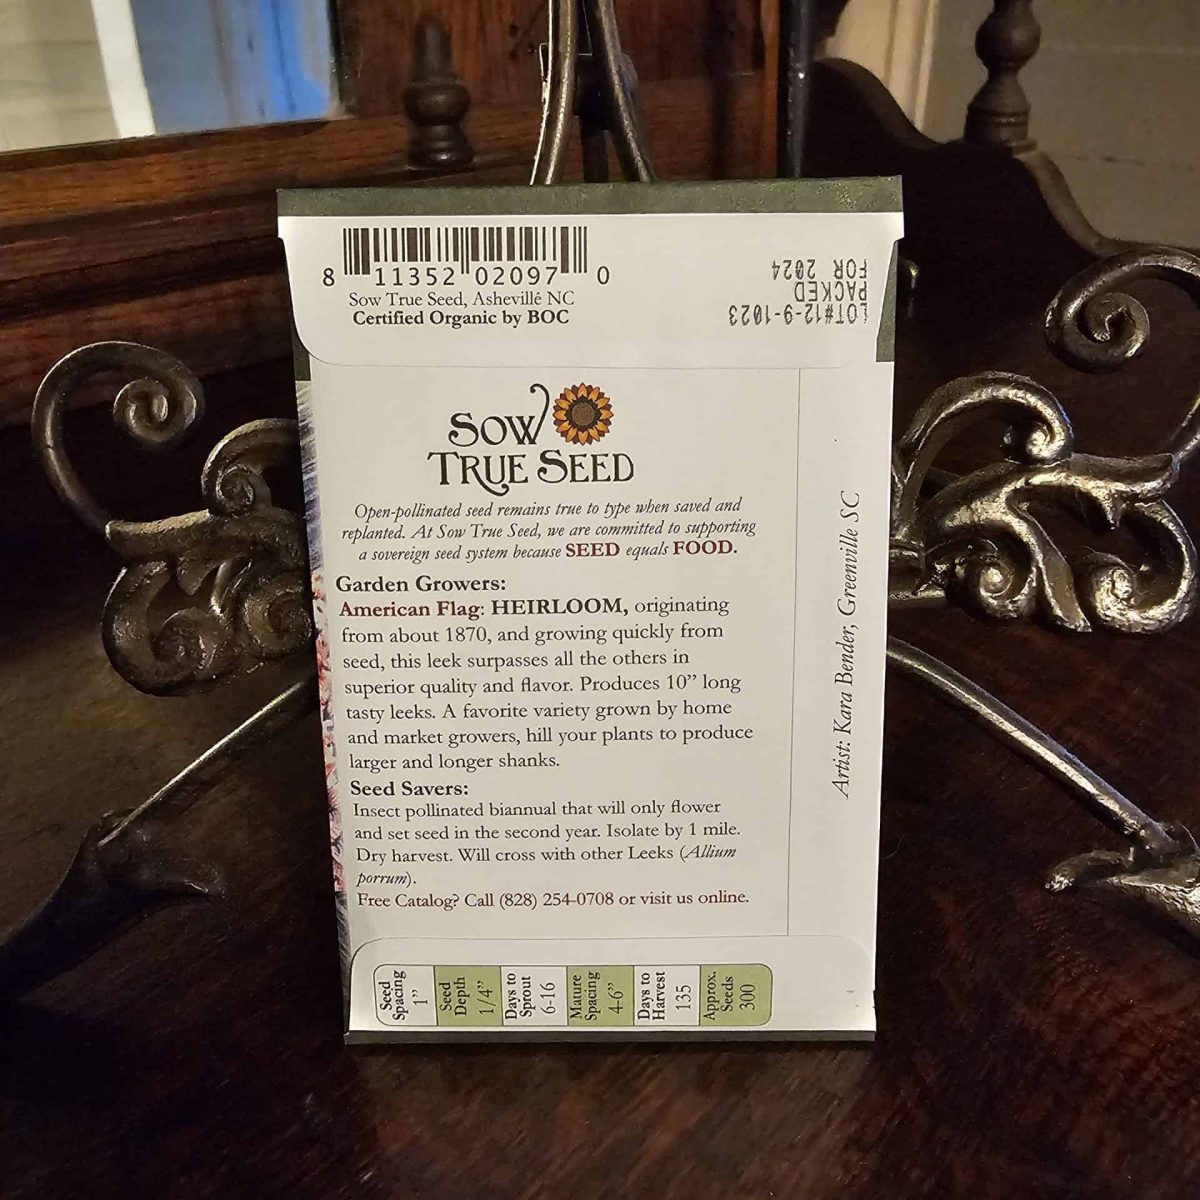 8 11352 02097 0
Sow True Seed, Asheville NC
Certified Organic by BOC
LOT#12-9-1023
PACKED
FOR 2024
SOW
TRUE SEED
Open-pollinated seed remains true to type when saved and
replanted. At Sow True Seed, we are committed to supporting
a sovereign seed system because SEED equals FOOD.
Garden Growers:
American Flag: HEIRLOOM, originating
from about 1870, and growing quickly from
seed, this leek surpasses all the others in
superior quality and flavor. Produces 10” long
tasty leeks. A favorite variety grown by home
and market growers, hill your plants to produce
larger and longer shanks.
Seed Savers:
Insect pollinated biannual that will only flower
and set seed in the second year. Isolate by 1 mile.
Dry harvest. Will cross with other Leeks (Allium
porrum).
Free Catalog? Call (828) 254-0708 or visit us online.
Artist: Kara Bender, Greenville SC
Seed
Spacing
1”
Seed
Depth
1/4”
Days to
Sprout
6-16
Mature
Spacing
4-6”
Days to
Harvest
135
Approx.
Seeds
300